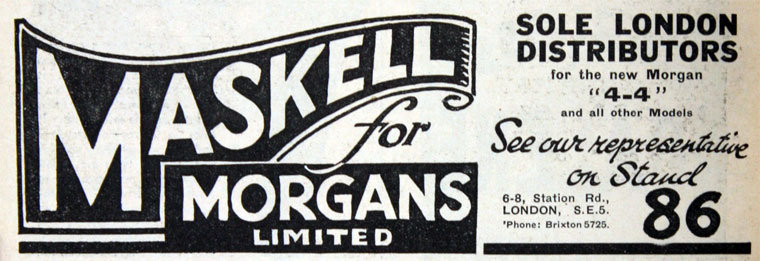 MASKELL
for
MORGANS
LIMITED
SOLE LONDON
DISTRIBUTORS
for the new Morgan
"4-4"
and all other Models
See our representative
on Stand
86
6-8, Station Rd.,
LONDON, S.E.5.
'Phone: Brixton 5725.